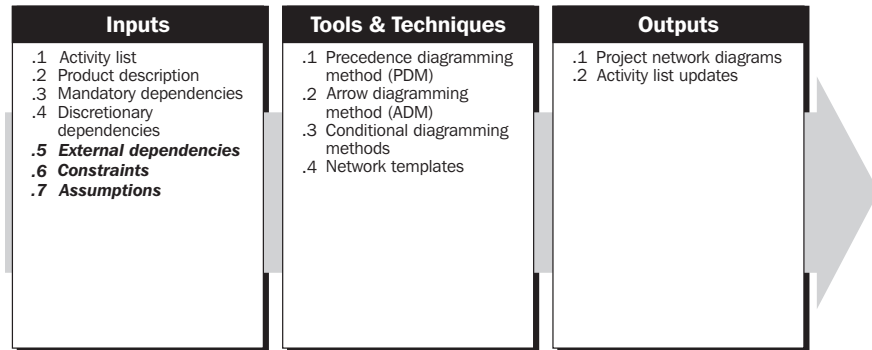 Inputs
.1 Activity list
.2 Product description
.3 Mandatory dependencies
.4 Discretionary
dependencies
.5 External dependencies
.6 Constraints
.7 Assumptions
Tools & Techniques
.1 Precedence diagramming
method (PDM)
.2 Arrow diagramming
method (ADM)
.3 Conditional diagramming
methods
.4 Network templates
Outputs
.1 Project network diagrams
.2 Activity list updates